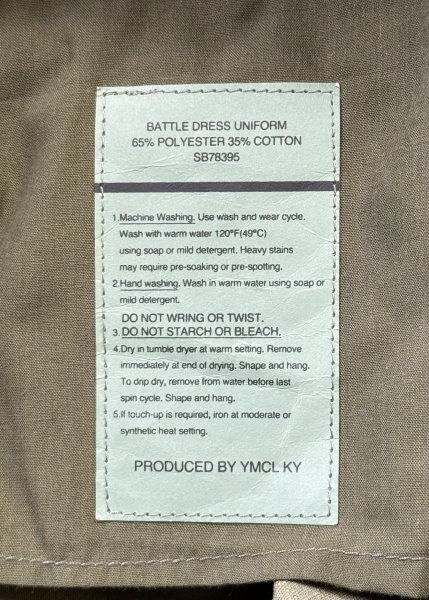 BATTLE DRESS UNIFORM
65% POLYESTER 35% COTTON
SB78395
1.Machine Washing. Use wash and wear cycle.
Wash with warm water 120ºF(49ºC)
using soap or mild detergent. Heavy stains
may require pre-soaking or pre-spotting.
2.Hand washing. Wash in warm water using soap or
mild detergent.
DO NOT WRING OR TWIST.
3. DO NOT STARCH OR BLEACH.
4.Dry in tumble dryer at warm setting. Remove
immediately at end of drying. Shape and hang.
To drip dry, remove from water before last
spin cycle. Shape and hang.
5.If touch-up is required, iron at moderate or
synthetic heat setting.
PRODUCED BY YMCL KY